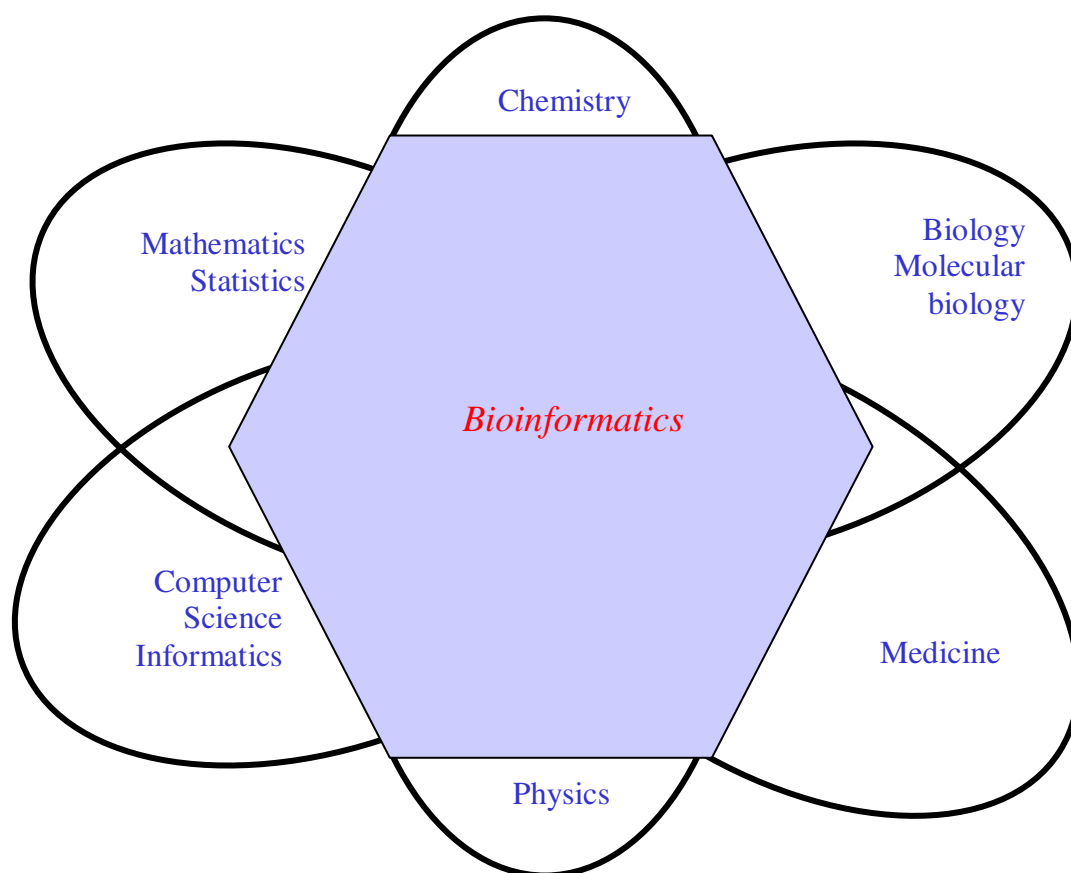 Chemistry
Mathematics
Statistics
Biology
Molecular
biology
Bioinformatics
Computer
Science
Informatics
Medicine
Physics